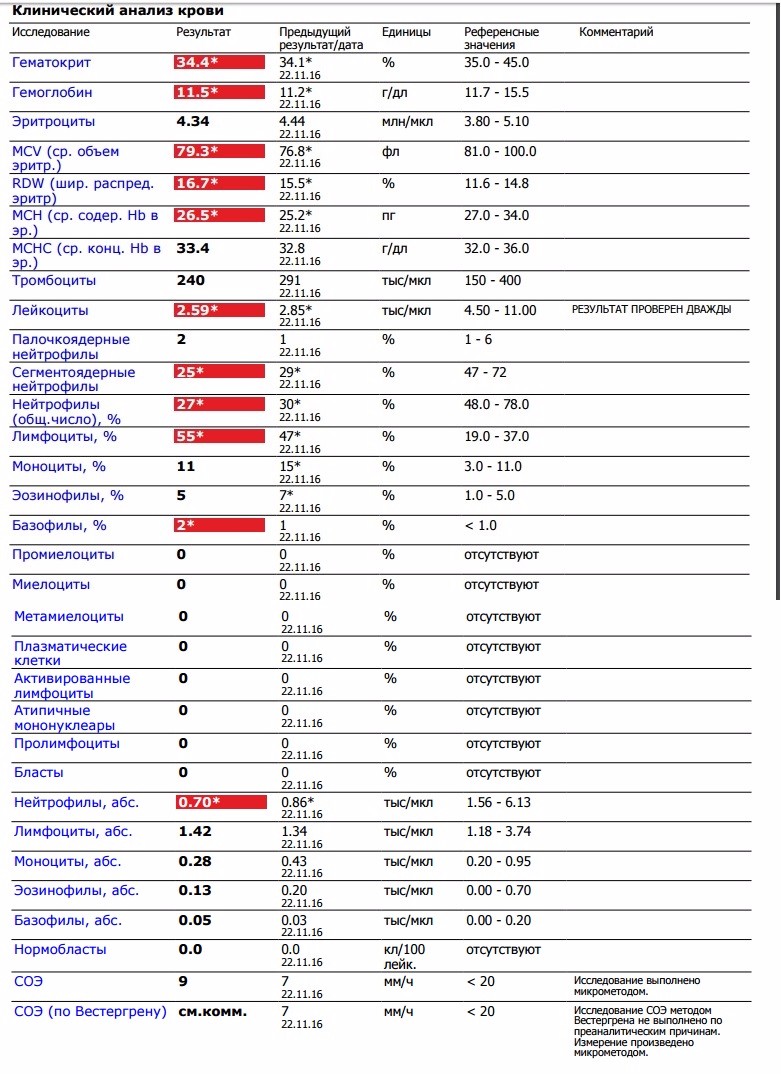 Клинический анализ крови
Исследование Результат Предыдущий результат/дата Единицы Референсные значения Комментарий
Гематокрит 34.4* 34.1* % 35.0 - 45.0
22.11.16
Гемоглобин 11.5* 11.2* г/дл 11.7 - 15.5
22.11.16
Эритроциты 4.34 4.44 млн/мкл 3.80 - 5.10
22.11.16
MCV (ср. объем 79.3* 76.8* фл 81.0 - 100.0
эритр.) 22.11.16
RDW (шир. распред. 16.7* 15.5* % 11.6 - 14.8
эритр) 22.11.16
MCH (ср. содер. Hb в 26.5* 25.2* пг 27.0 - 34.0
эр.) 22.11.16
MCHC (ср. конц. Hb в 33.4 32.8 г/дл 32.0 - 36.0
эр.) 22.11.16
Тромбоциты 240 291 тыс/мкл 150 - 400
22.11.16
Лейкоциты 2.59* 2.85* тыс/мкл 4.50 - 11.00 РЕЗУЛЬТАТ ПРОВЕРЕН ДВАЖДЫ
22.11.16
Палочкоядерные 2 1 % 1 - 6
нейтрофилы 22.11.16
Сегментоядерные 25* 29* % 47 - 72
нейтрофилы 22.11.16
Нейтрофилы 27* 30* % 48.0 - 78.0
(общ.число), % 22.11.16
Лимфоциты, % 55* 47* % 19.0 - 37.0
22.11.16
Моноциты, % 11 15* % 3.0 - 11.0
22.11.16
Эозинофилы, % 5 7* % 1.0 - 5.0
22.11.16
Базофилы, % 2* 1 % < 1.0
22.11.16
Промиелоциты 0 0 % отсутствуют
22.11.16
Миелоциты 0 0 % отсутствуют
22.11.16
Метамиелоциты 0 0 % отсутствуют
22.11.16
Плазматические 0 0 % отсутствуют
клетки 22.11.16
Активированные 0 0 % отсутствуют
лимфоциты 22.11.16
Атипичные 0 0 % отсутствуют
мононуклеары 22.11.16
Пролимфоциты 0 0 % отсутствуют
22.11.16
Бласты 0 0 % отсутствуют
22.11.16
Нейтрофилы, абс. 0.70* 0.86* тыс/мкл 1.56 - 6.13
22.11.16
Лимфоциты, абс. 1.42 1.34 тыс/мкл 1.18 - 3.74
22.11.16
Моноциты, абс. 0.28 0.43 тыс/мкл 0.20 - 0.95
22.11.16
Эозинофилы, абс. 0.13 0.20 тыс/мкл 0.00 - 0.70
22.11.16
Базофилы, абс. 0.05 0.03 тыс/мкл 0.00 - 0.20
22.11.16
Нормобласты 0.0 0.0 кл/100 отсутствуют
22.11.16 лейк.
СОЭ 9 7 мм/ч < 20 Исследование выполнено
22.11.16 микрометодом.
СОЭ (по Вестергрену) см.комм. 7 мм/ч < 20 Исследование СОЭ методом
22.11.16 Вестергрена не выполнено по
преаналитическим причинам.
Измерение произведено
микрометодом.